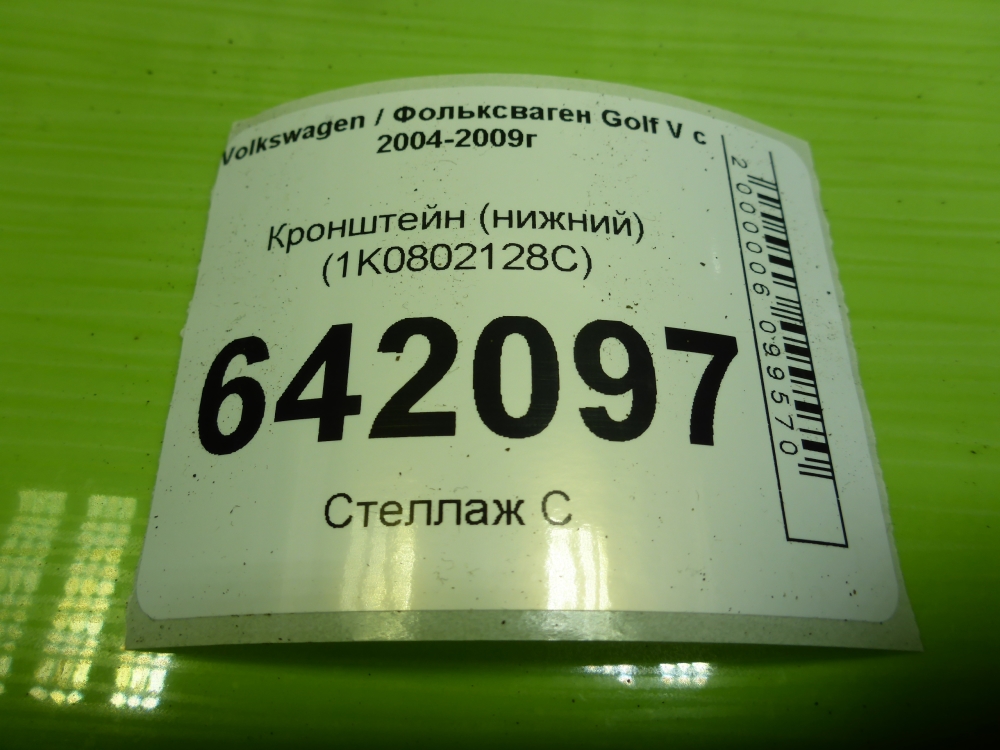 Volkswagen / Фольксваген Golf V с
2004-2009г
Кронштейн (нижний)
(1K0802128C)
642097
Стеллаж С
2000006099570